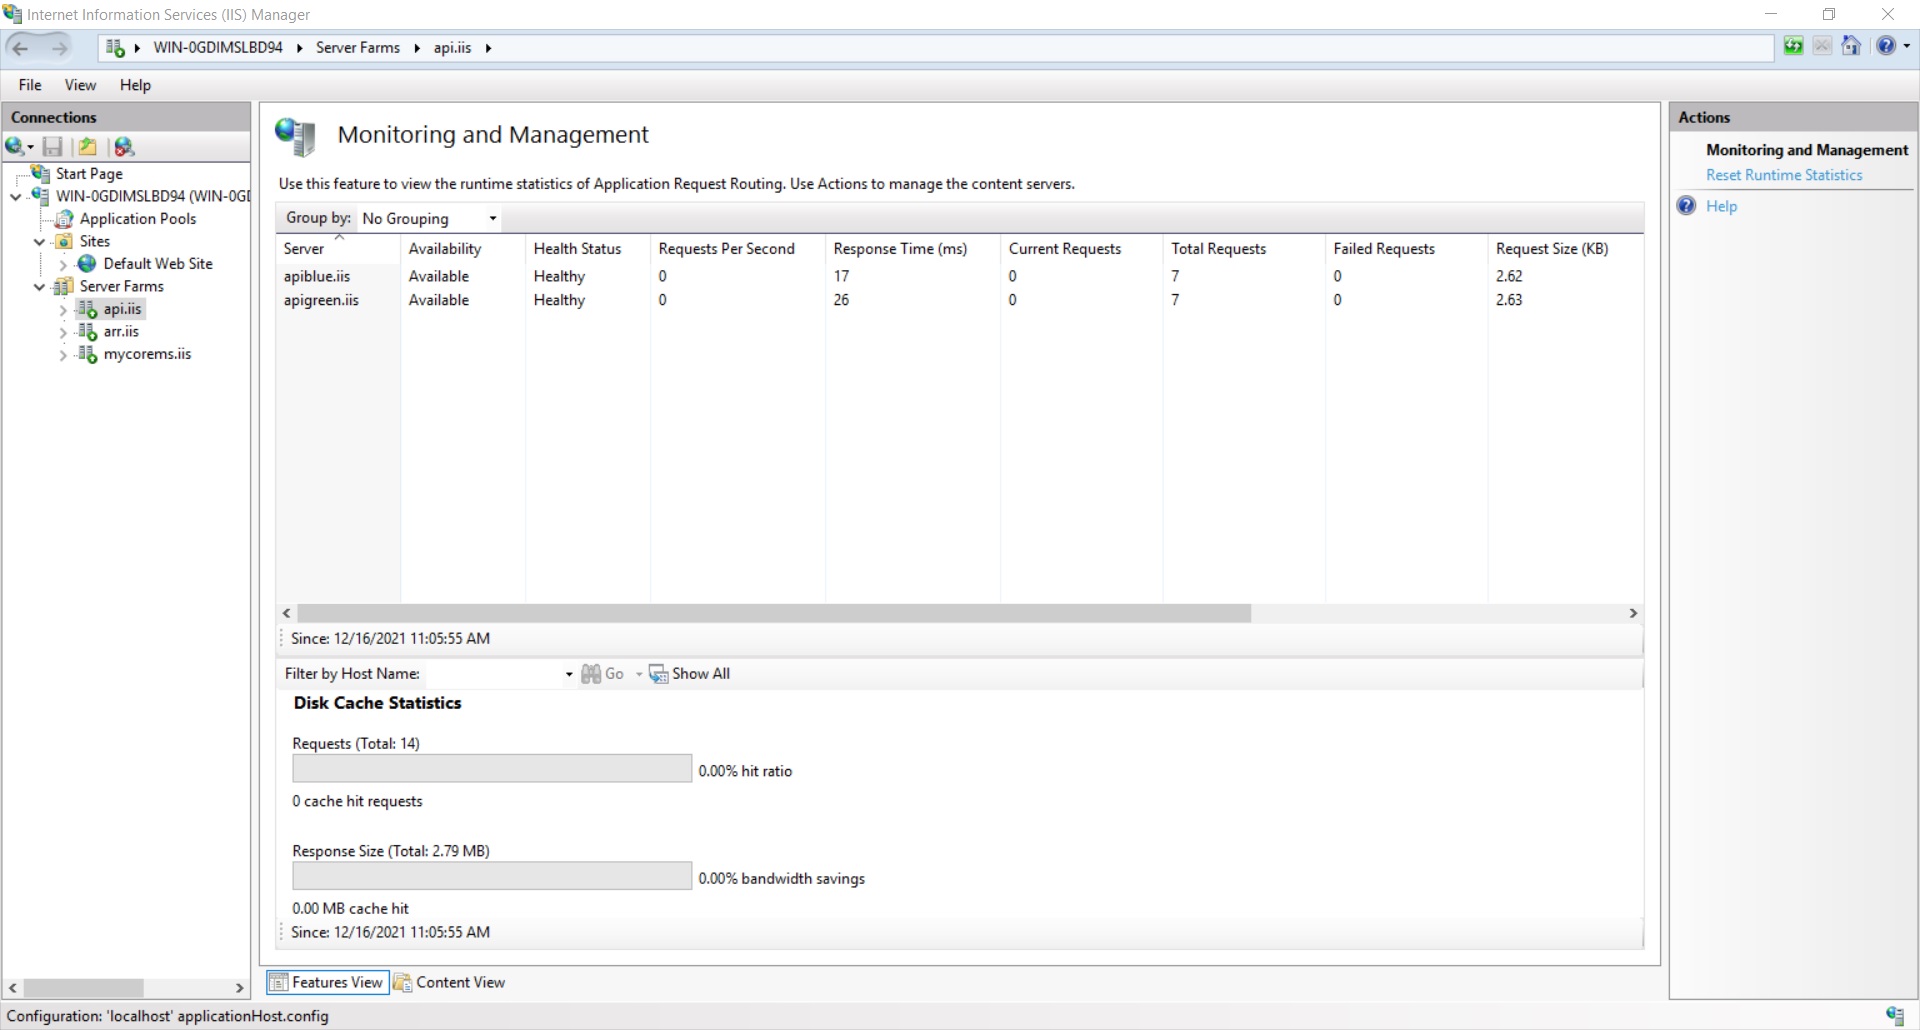 Internet Information Services (IIS) Manager
WIN-0GDIMSLBD94 Server Farms api.iis
File View Help
Connections
Start Page
WIN-0GDIMSLBD94 (WIN-0GD
Application Pools
Sites
Default Web Site
Server Farms
api.iis
arr.iis
mycorems.iis
Monitoring and Management
Use this feature to view the runtime statistics of Application Request Routing. Use Actions to manage the content servers.
Group by: No Grouping
Server Availability Health Status Requests Per Second Response Time (ms) Current Requests Total Requests Failed Requests Request Size (KB)
apiblue.iis Available Healthy 0 17 0 7 0 2.62
apigreen.iis Available Healthy 0 26 0 7 0 2.63
Since: 12/16/2021 11:05:55 AM
Filter by Host Name: Go Show All
Disk Cache Statistics
Requests (Total: 14)
0.00% hit ratio
0 cache hit requests
Response Size (Total: 2.79 MB)
0.00% bandwidth savings
0.00 MB cache hit
Since: 12/16/2021 11:05:55 AM
Features View Content View
Actions
Monitoring and Management
Reset Runtime Statistics
Help
Configuration: 'localhost' applicationHost.config